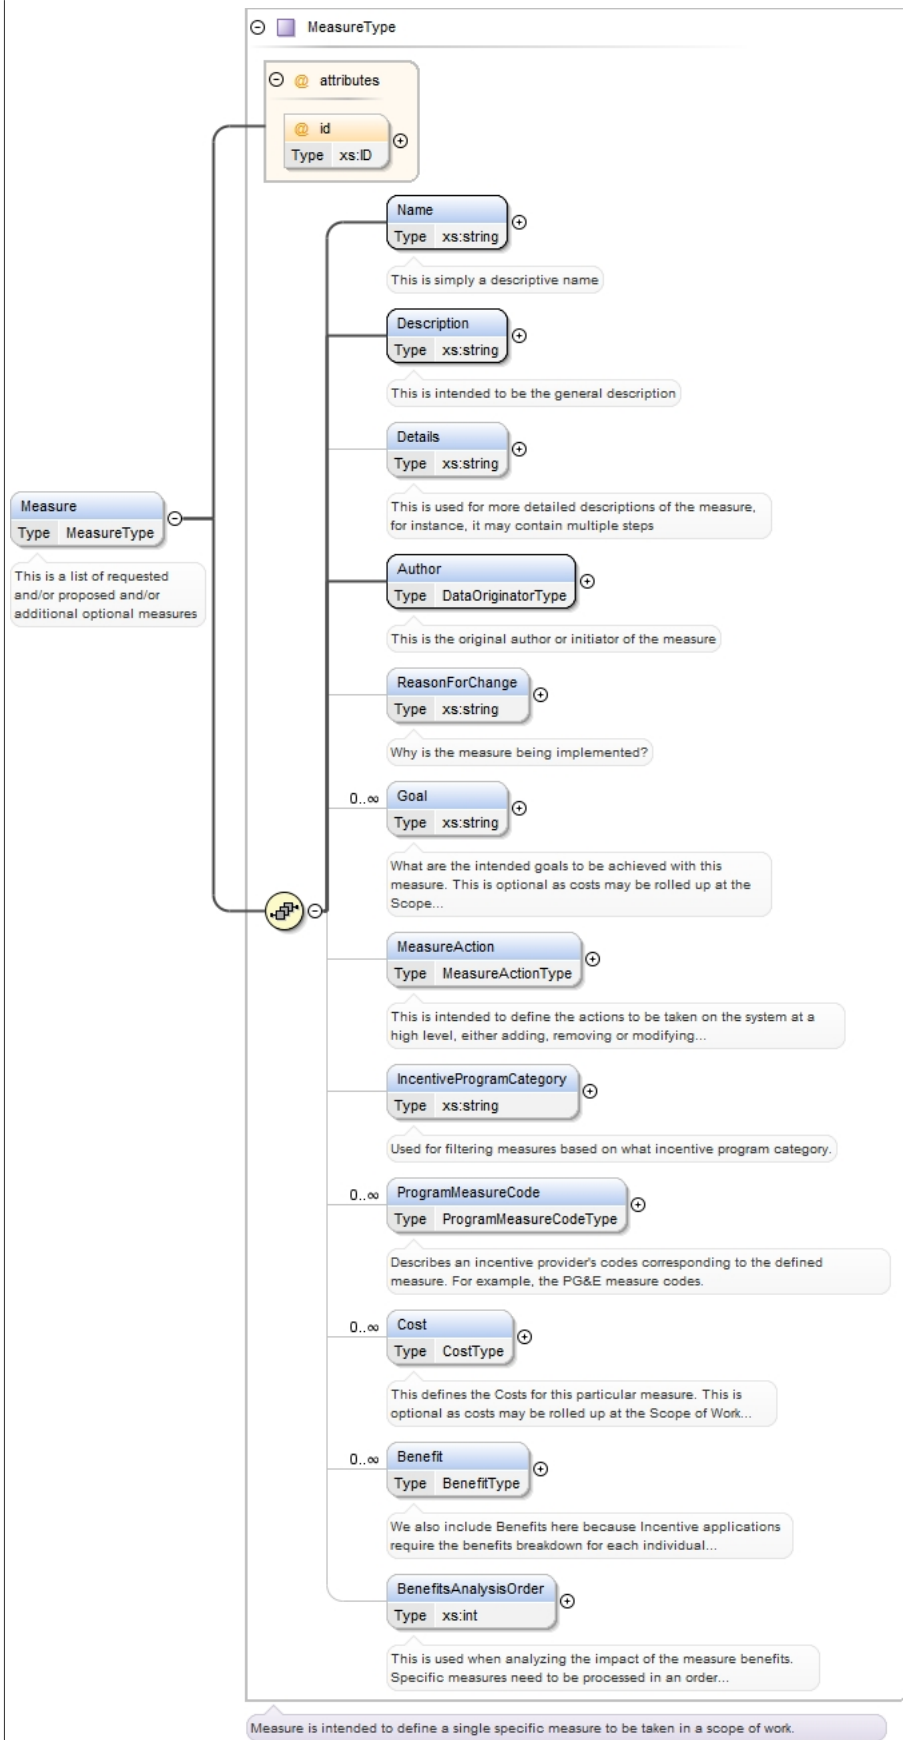 MeasureType
@ attributes
@ id
Type xs:ID
Name
Type xs:string
This is simply a descriptive name
Description
Type xs:string
This is intended to be the general description
Details
Type xs:string
This is used for more detailed descriptions of the measure,
for instance, it may contain multiple steps
Measure
Type MeasureType
This is a list of requested
and/or proposed and/or
additional optional measures
Author
Type DataOriginatorType
This is the original author or initiator of the measure
ReasonForChange
Type xs:string
Why is the measure being implemented?
0..∞
Goal
Type xs:string
What are the intended goals to be achieved with this
measure. This is optional as costs may be rolled up at the
Scope...
MeasureAction
Type MeasureActionType
This is intended to define the actions to be taken on the system at a
high level, either adding, removing or modifying...
IncentiveProgramCategory
Type xs:string
Used for filtering measures based on what incentive program category.
0..∞
ProgramMeasureCode
Type ProgramMeasureCodeType
Describes an incentive provider's codes corresponding to the defined
measure. For example, the PG&E measure codes.
0..∞
Cost
Type CostType
This defines the Costs for this particular measure. This is
optional as costs may be rolled up at the Scope of Work...
0..∞
Benefit
Type BenefitType
We also include Benefits here because Incentive applications
require the benefits breakdown for each individual...
BenefitsAnalysisOrder
Type xs:int
This is used when analyzing the impact of the measure benefits.
Specific measures need to be processed in an order...
Measure is intended to define a single specific measure to be taken in a scope of work.